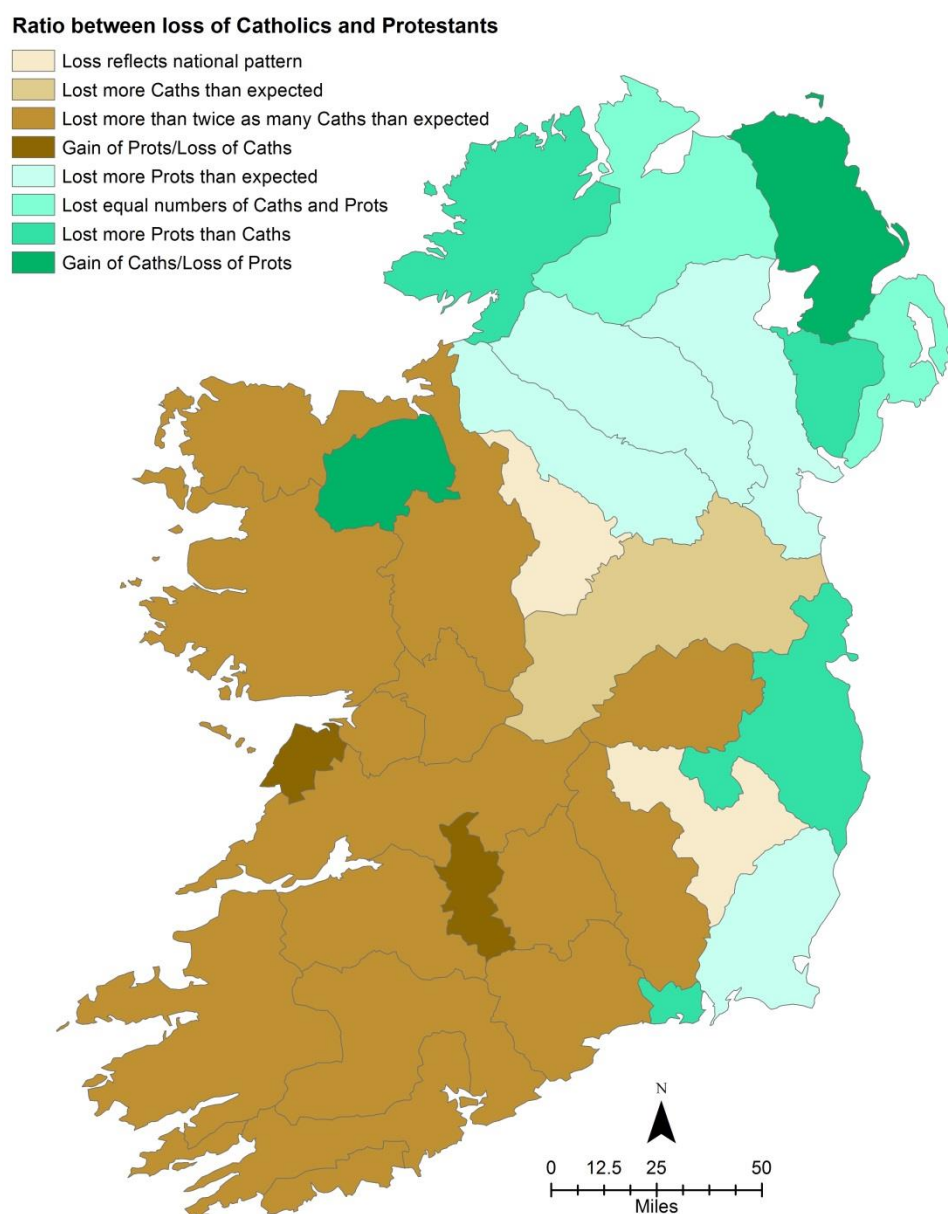 Ratio between loss of Catholics and Protestants
Loss reflects national pattern
Lost more Caths than expected
Lost more than twice as many Caths than expected
Gain of Prots/Loss of Caths
Lost more Prots than expected
Lost equal numbers of Caths and Prots
Lost more Prots than Caths
Gain of Caths/Loss of Prots
N
0 12.5 25 50
Miles